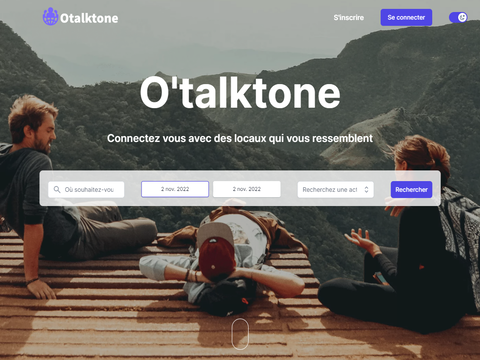 Otalktone
S'inscrire
Se connecter
O'talktone
Connectez vous avec des locaux qui vous ressemblent
Où souhaitez-vou
2 nov. 2022
2 nov. 2022
Recherchez une act
Rechercher